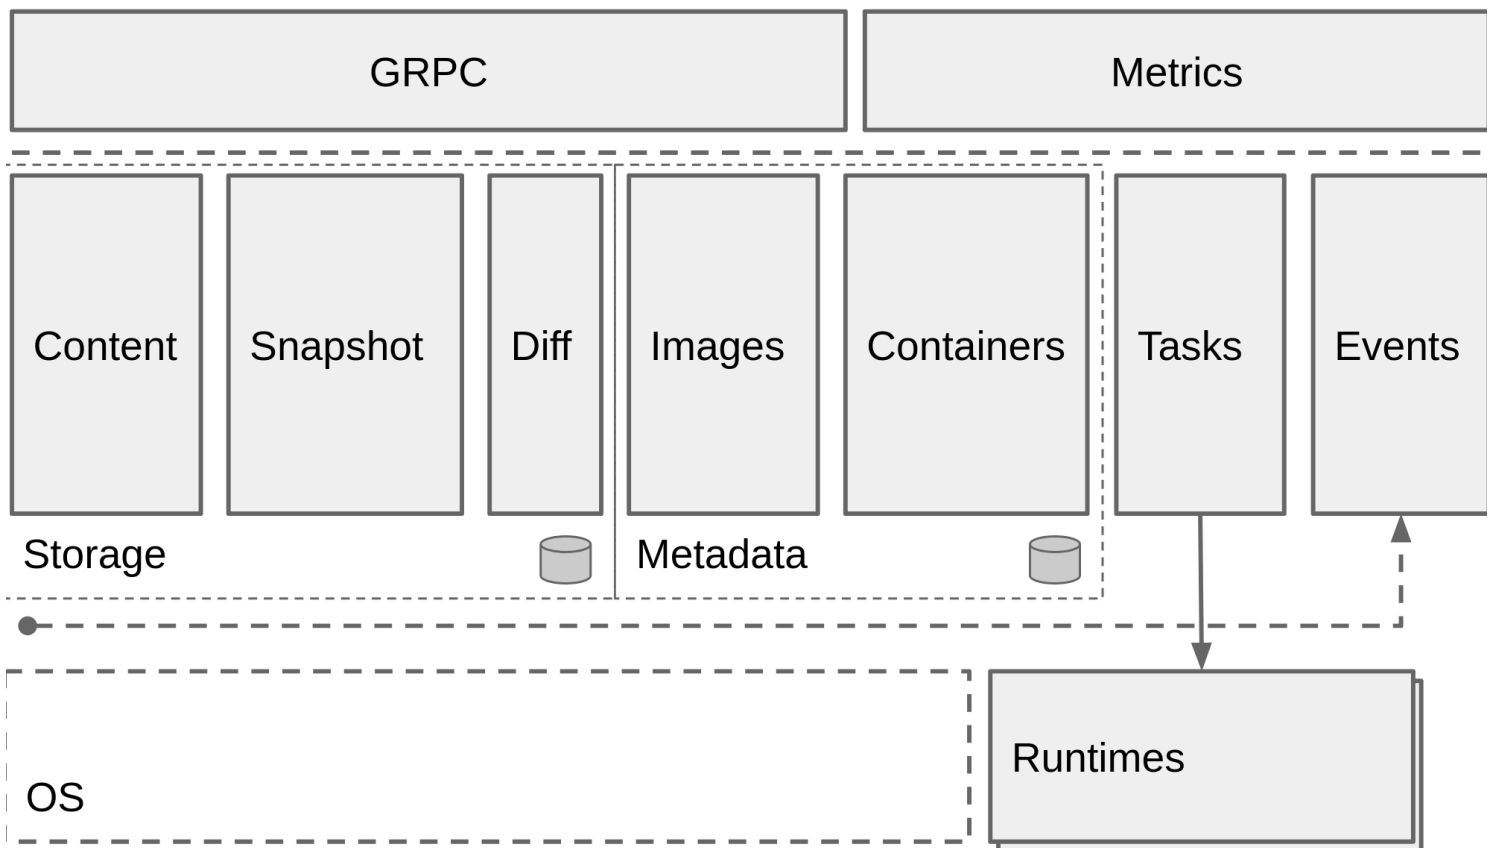 GRPC
Metrics
Content
Snapshot
Diff
Images
Containers
Tasks
Events
Storage
Metadata
OS
Runtimes